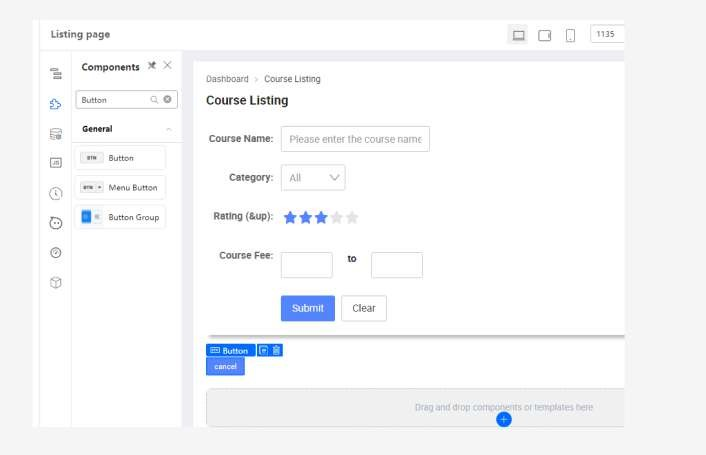 Listing page
1135
Components
Button
General
BTN Button
BTN Menu Button
Button Group
JS
Dashboard > Course Listing
Course Listing
Course Name: Please enter the course name
Category: All
Rating (&up):
Course Fee: to
Submit Clear
Button
cancel
Drag and drop components or templates here